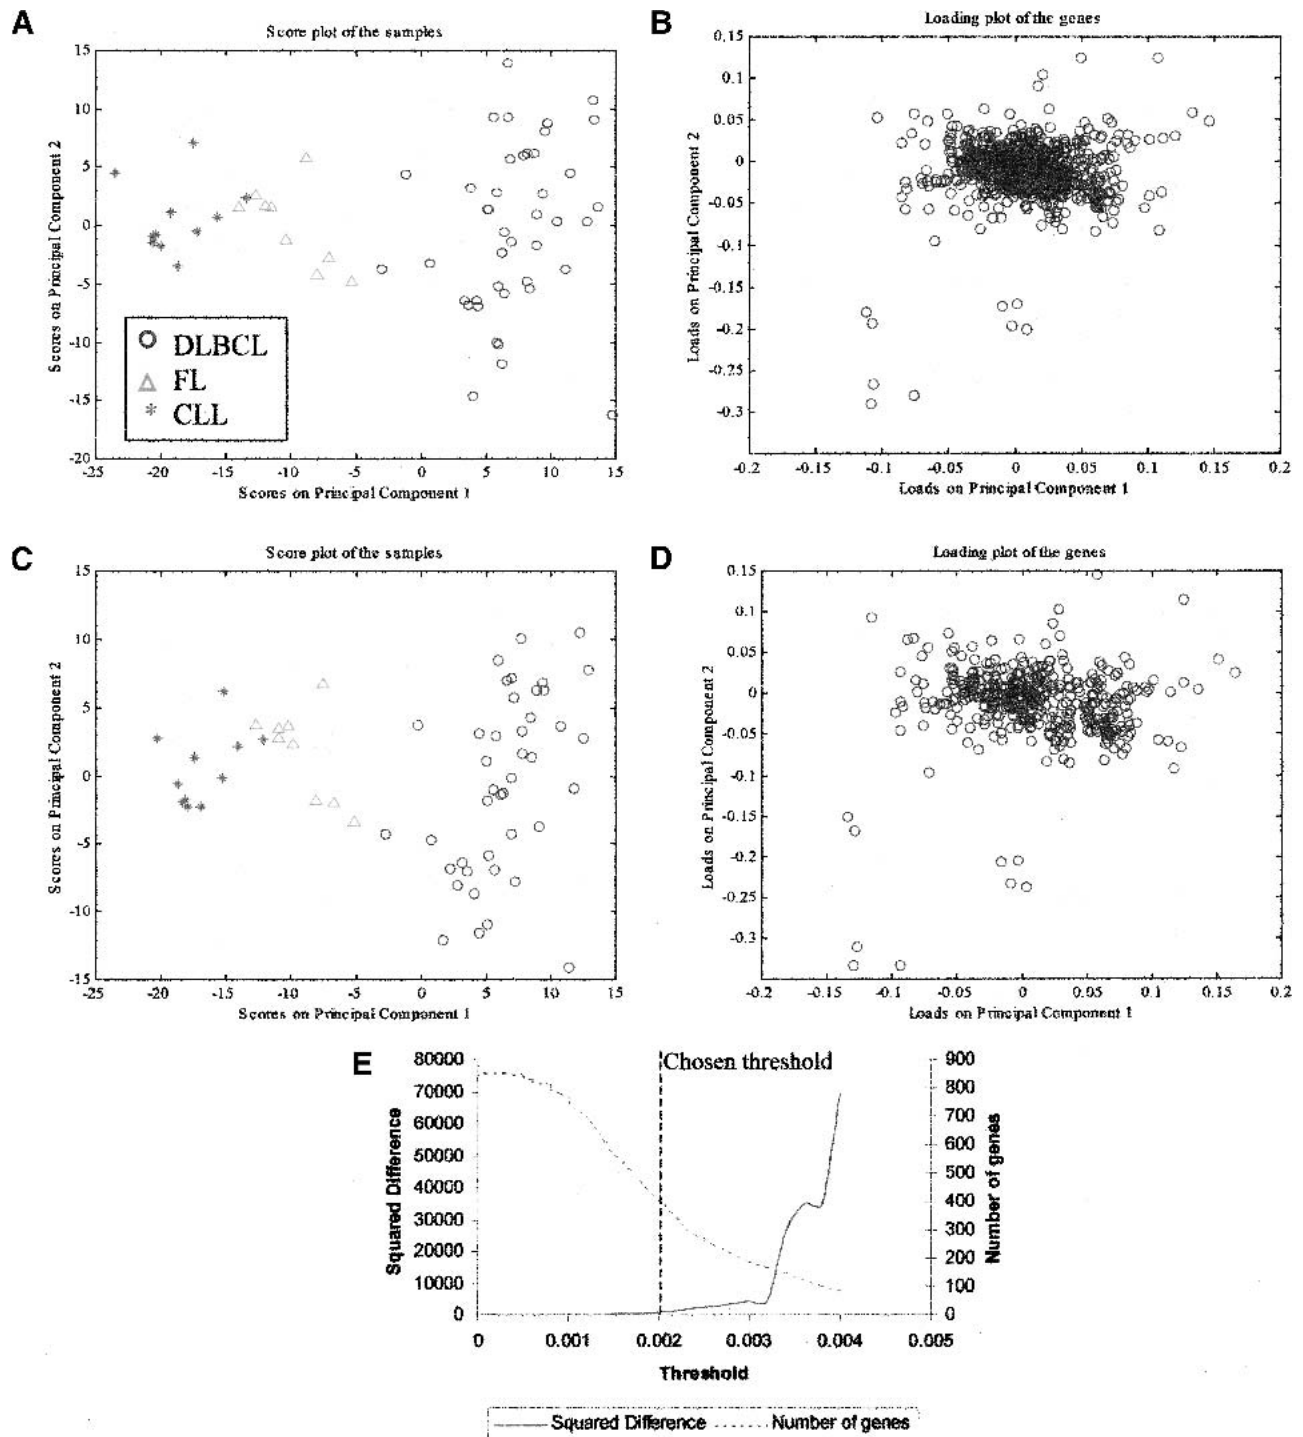 A
Score plot of the samples
15
10
5
0
-5
-10
-15
-20
Scores on Principal Component 2
DLBCL
FL
CLL
-25 -20 -15 -10 -5 0 5 10 15
Scores on Principal Component 1
B
Loading plot of the genes
0.15
0.1
0.05
0
-0.05
-0.1
-0.15
-0.2
-0.25
-0.3
Loads on Principal Component 2
-0.2 -0.15 -0.1 -0.05 0 0.05 0.1 0.15 0.2
Loads on Principal Component 1
C
Score plot of the samples
15
10
5
0
-5
-10
-15
Scores on Principal Component 2
-25 -20 -15 -10 -5 0 5 10 15
Scores on Principal Component 1
D
Loading plot of the genes
0.15
0.1
0.05
0
-0.05
-0.1
-0.15
-0.2
-0.25
-0.3
Loads on Principal Component 2
-0.2 -0.15 -0.1 -0.05 0 0.05 0.1 0.15 0.2
Loads on Principal Component 1
E
Chosen threshold
80000
70000
60000
50000
40000
30000
20000
10000
0
Squared Difference
900
800
700
600
500
400
300
200
100
0
Number of genes
0 0.001 0.002 0.003 0.004 0.005
Threshold
Squared Difference Number of genes